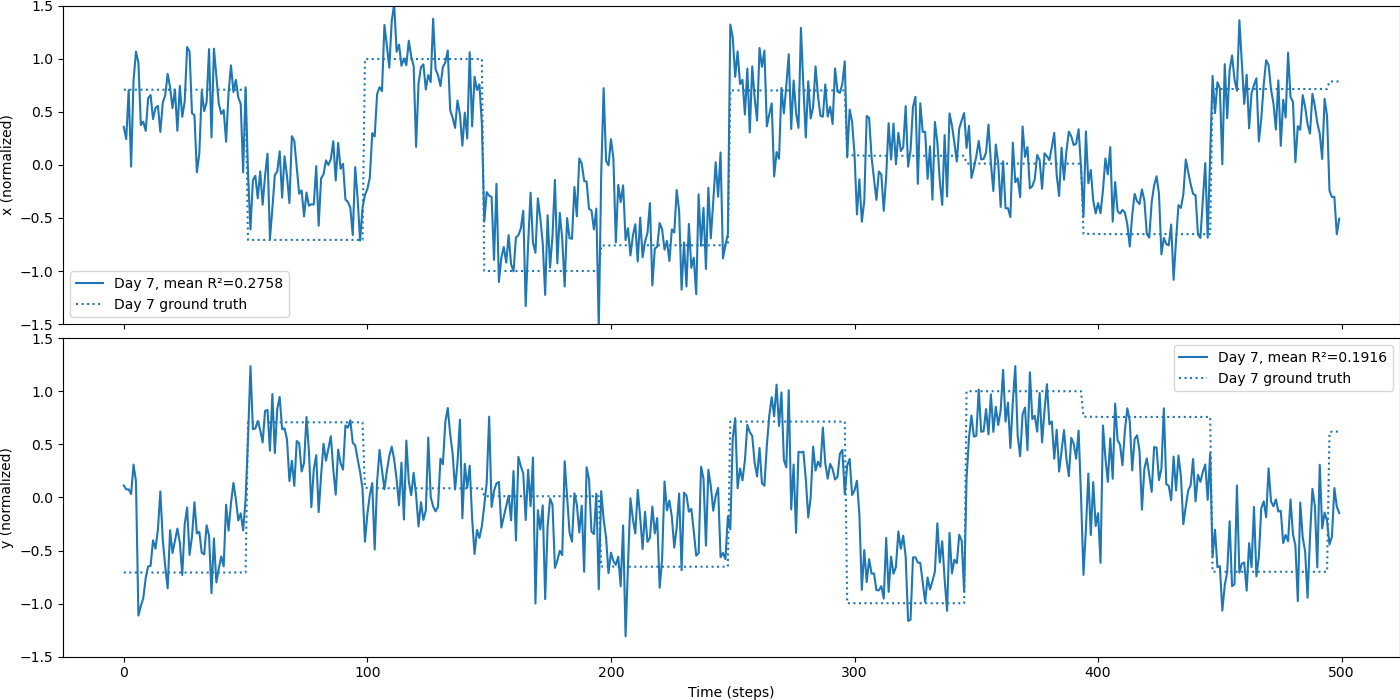 1.5
1.0
0.5
0.0
−0.5
−1.0
−1.5
x (normalized)
Day 7, mean R²=0.2758
Day 7 ground truth
1.5
1.0
0.5
0.0
−0.5
−1.0
−1.5
y (normalized)
Day 7, mean R²=0.1916
Day 7 ground truth
0 100 200 300 400 500
Time (steps)